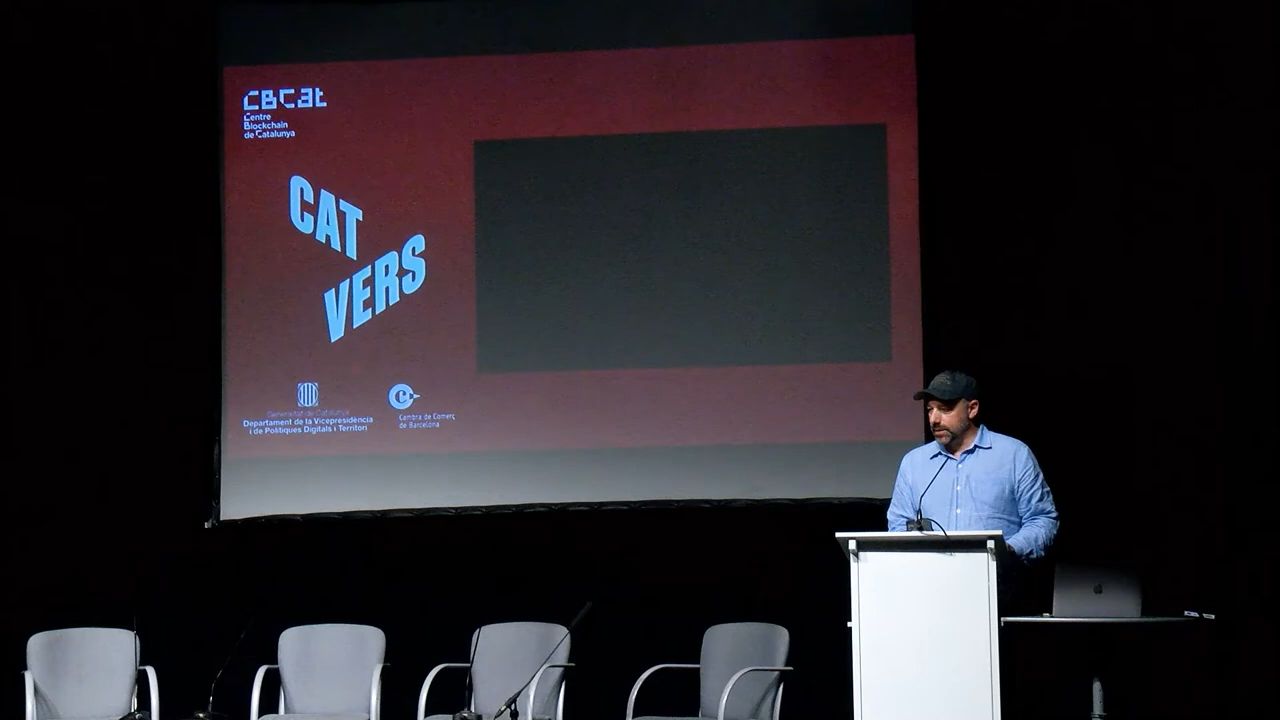 CBCat
Centre
Blockchain
de Catalunya
CAT
VERS
Generalitat de Catalunya
Departament de la Vicepresidència
i de Polítiques Digitals i Territori
Cambra de Comerç
de Barcelona